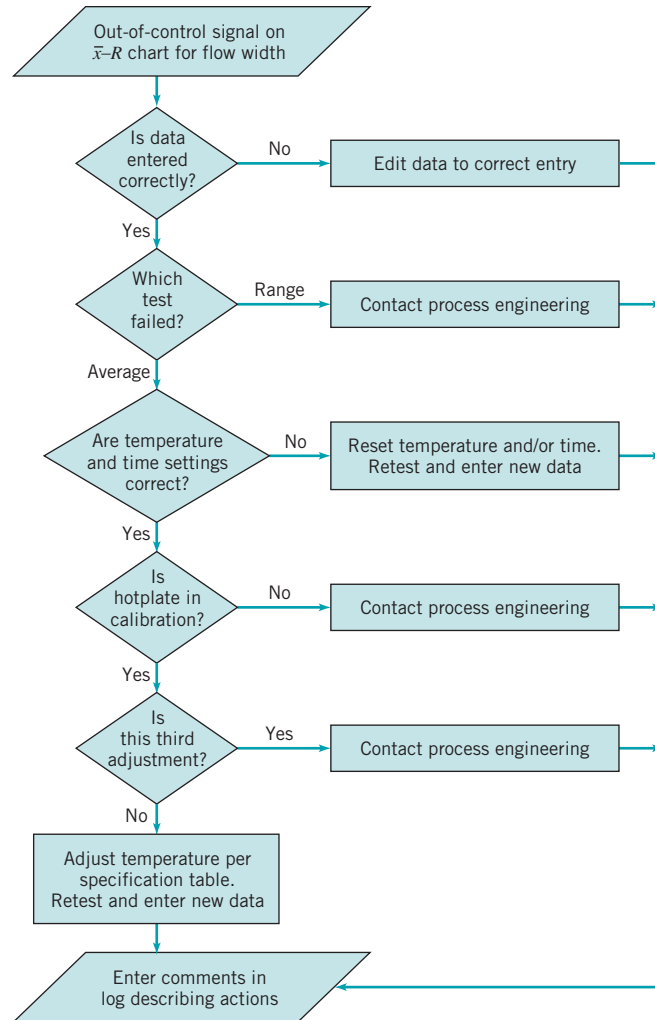 Out-of-control signal on
x̄–R chart for flow width
Is data
entered
correctly?
No
Edit data to correct entry
Yes
Which
test
failed?
Range
Contact process engineering
Average
Are temperature
and time settings
correct?
No
Reset temperature and/or time.
Retest and enter new data
Yes
Is
hotplate in
calibration?
No
Contact process engineering
Yes
Is
this third
adjustment?
Yes
Contact process engineering
No
Adjust temperature per
specification table.
Retest and enter new data
Enter comments in
log describing actions